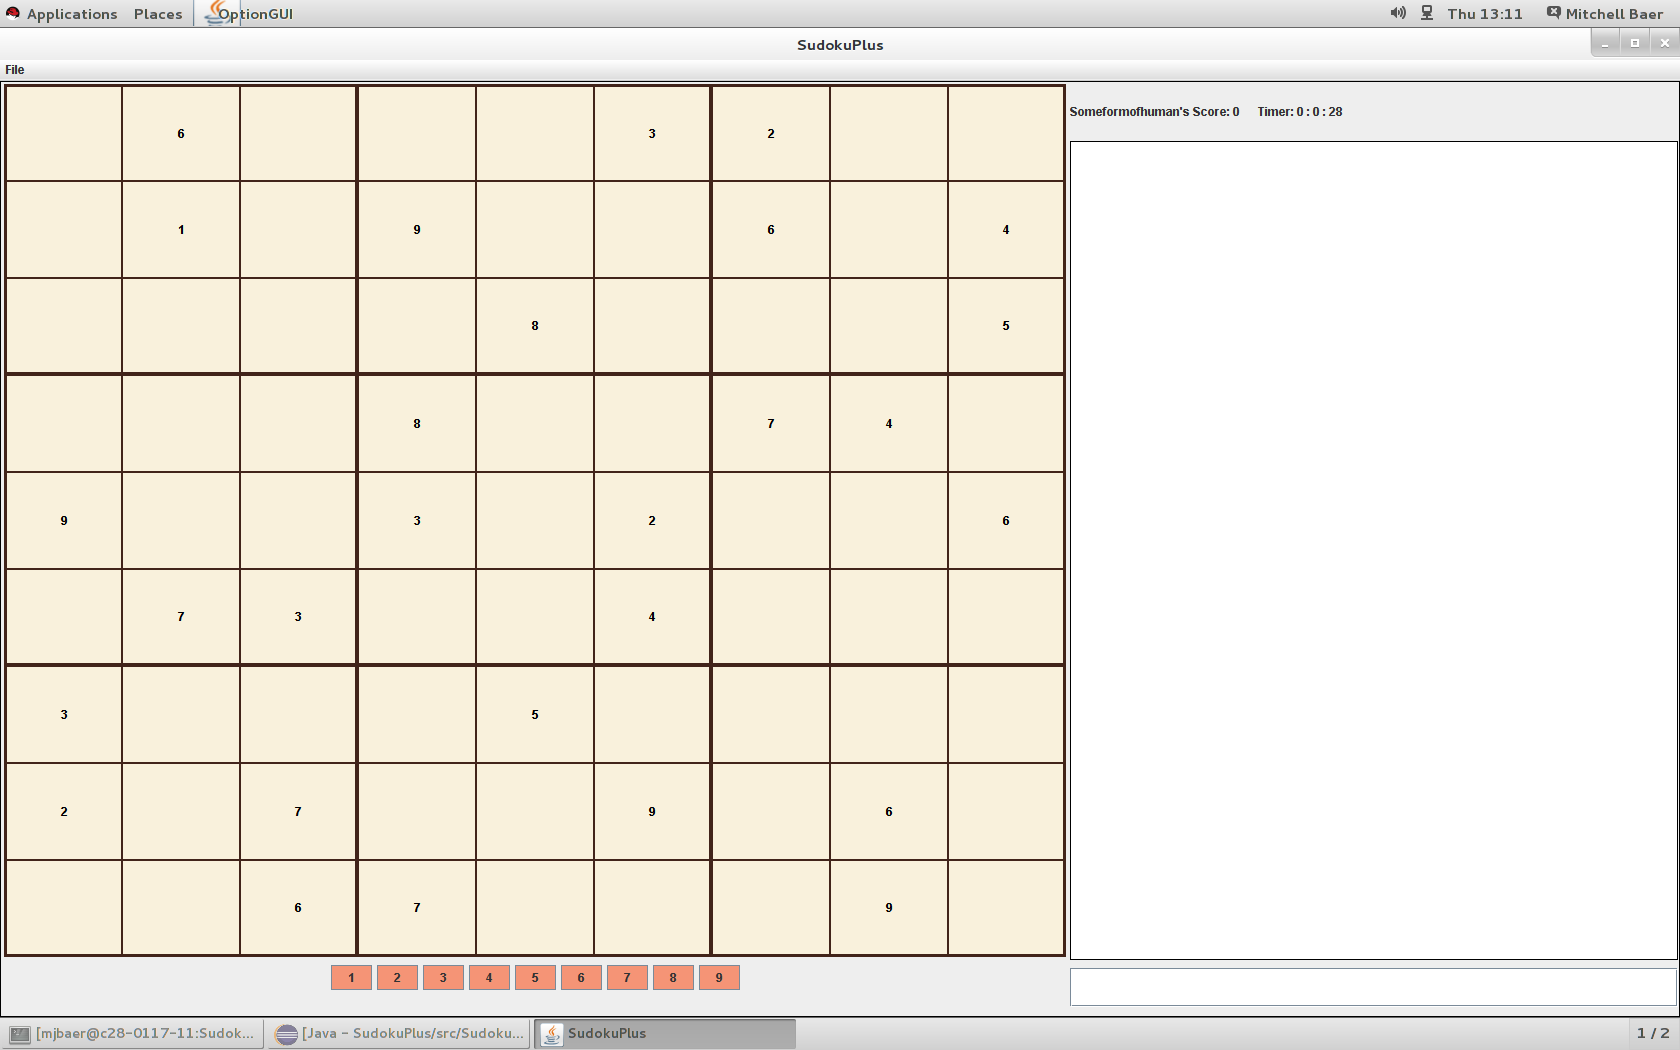 Applications Places OptionGUI Thu 13:11 Mitchell Baer
SudokuPlus
File
Someformofhuman's Score: 0 Timer: 0 : 0 : 28
6 3 2
1 9 6 4
8 5
8 7 4
9 3 2 6
7 3 4
3 5
2 7 9 6
6 7 9
1 2 3 4 5 6 7 8 9
[mjbaer@c28-0117-11:Sudok... [Java - SudokuPlus/src/Sudoku... SudokuPlus 1 / 2